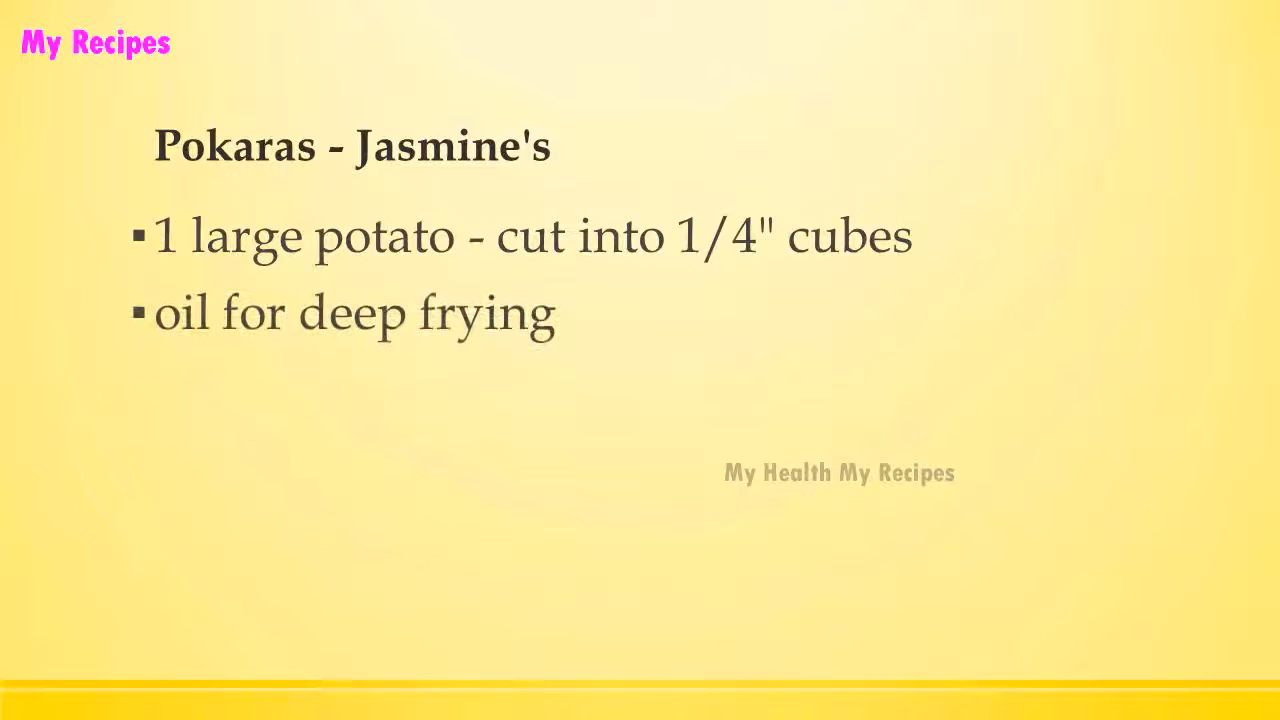 My Recipes
Pokaras - Jasmine's
▪ 1 large potato - cut into 1/4" cubes
▪ oil for deep frying
My Health My Recipes